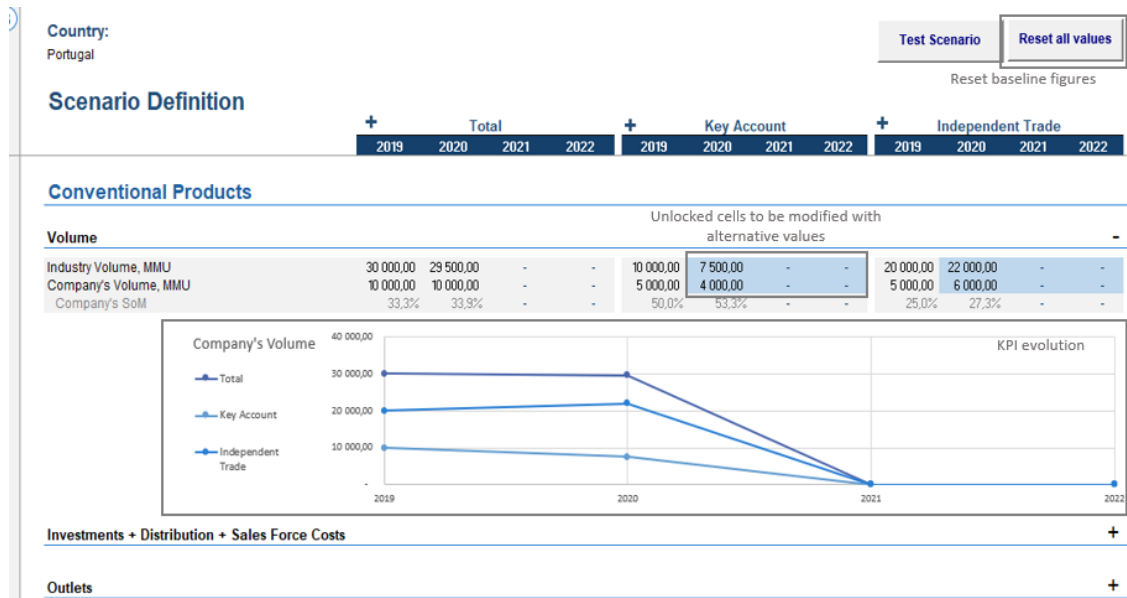 Country:
Portugal
Test Scenario
Reset all values
Reset baseline figures
Scenario Definition
+ Total + Key Account + Independent Trade
2019 2020 2021 2022 2019 2020 2021 2022 2019 2020 2021 2022
Conventional Products
Unlocked cells to be modified with
alternative values
Volume -
Industry Volume, MMU 30 000,00 29 500,00 - - 10 000,00 7 500,00 - - 20 000,00 22 000,00 - -
Company's Volume, MMU 10 000,00 10 000,00 - - 5 000,00 4 000,00 - - 5 000,00 6 000,00 - -
Company's SoM 33,3% 33,9% - - 50,0% 53,3% - - 25,0% 27,3% - -
Company's Volume
KPI evolution
Total
Key Account
Independent
Trade
40 000,00
30 000,00
20 000,00
10 000,00
-
2019 2020 2021 2022
Investments + Distribution + Sales Force Costs +
Outlets +